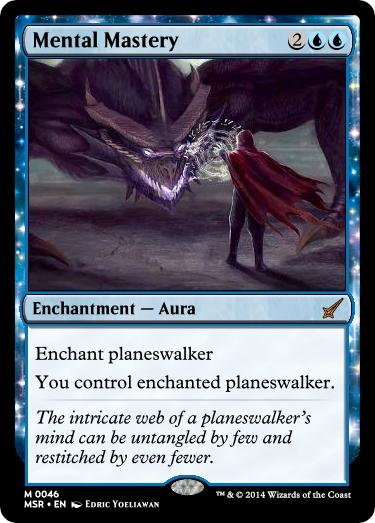 Mental Mastery 2
Enchantment — Aura
Enchant planeswalker
You control enchanted planeswalker.
The intricate web of a planeswalker's
mind can be untangled by few and
restitched by even fewer.
M 0046
MSR • EN Edric Yoeliawan ™ & © 2014 Wizards of the Coast